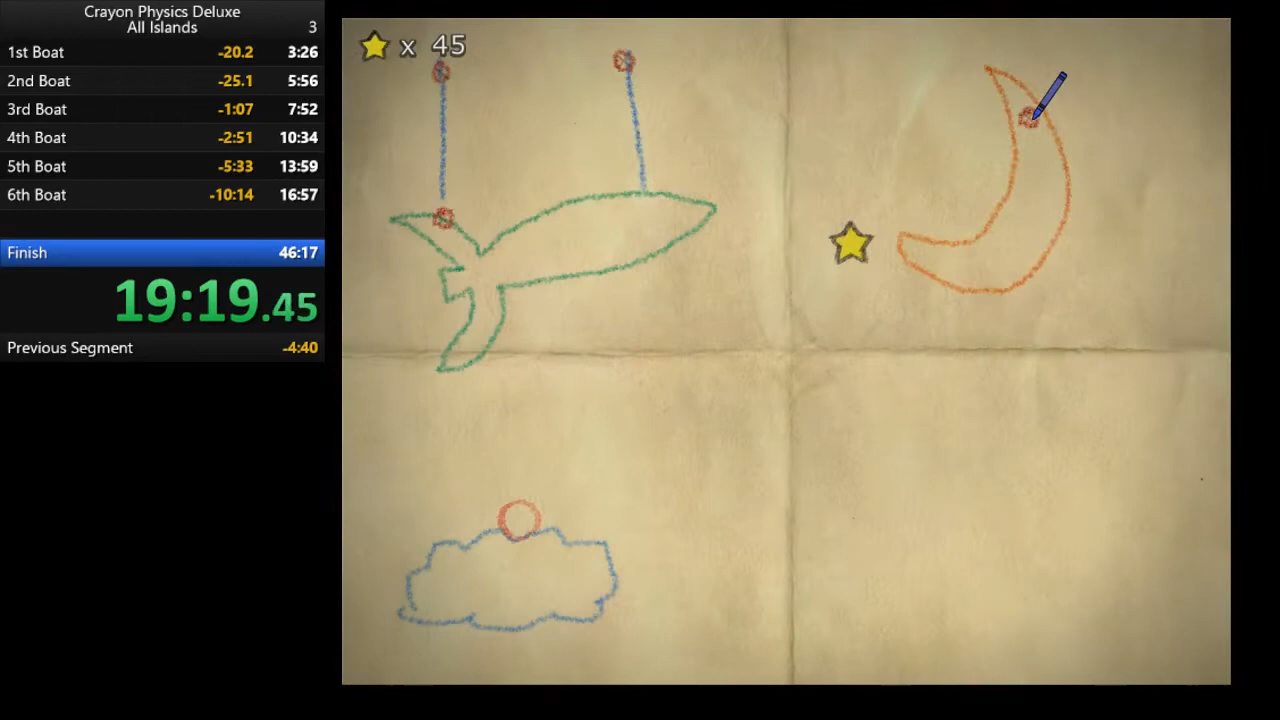 Crayon Physics Deluxe
All Islands 3
1st Boat -20.2 3:26
2nd Boat -25.1 5:56
3rd Boat -1:07 7:52
4th Boat -2:51 10:34
5th Boat -5:33 13:59
6th Boat -10:14 16:57
Finish 46:17
19:19.45
Previous Segment -4:40
x 45